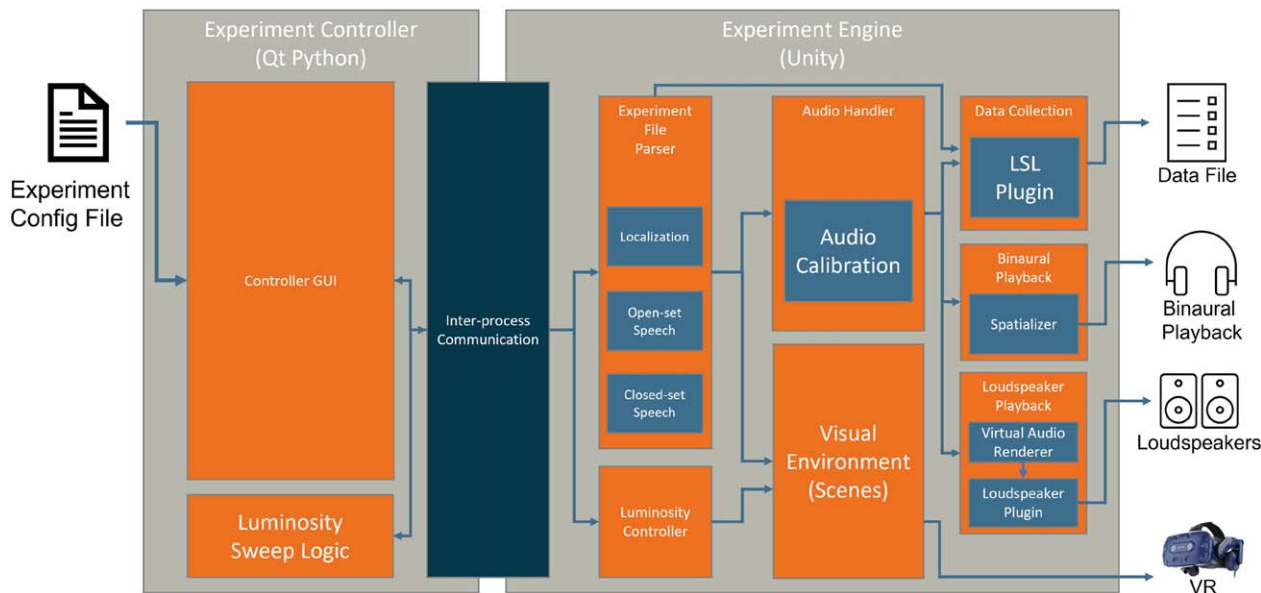 Experiment Controller
(Qt Python)
Experiment Engine
(Unity)
Experiment
Config File
Controller GUI
Luminosity
Sweep Logic
Inter-process
Communication
Experiment
File
Parser
Localization
Open-set
Speech
Closed-set
Speech
Luminosity
Controller
Audio Handler
Audio
Calibration
Visual
Environment
(Scenes)
Data Collection
LSL
Plugin
Binaural
Playback
Spatializer
Loudspeaker
Playback
Virtual Audio
Renderer
Loudspeaker
Plugin
Data File
Binaural
Playback
Loudspeakers
VR